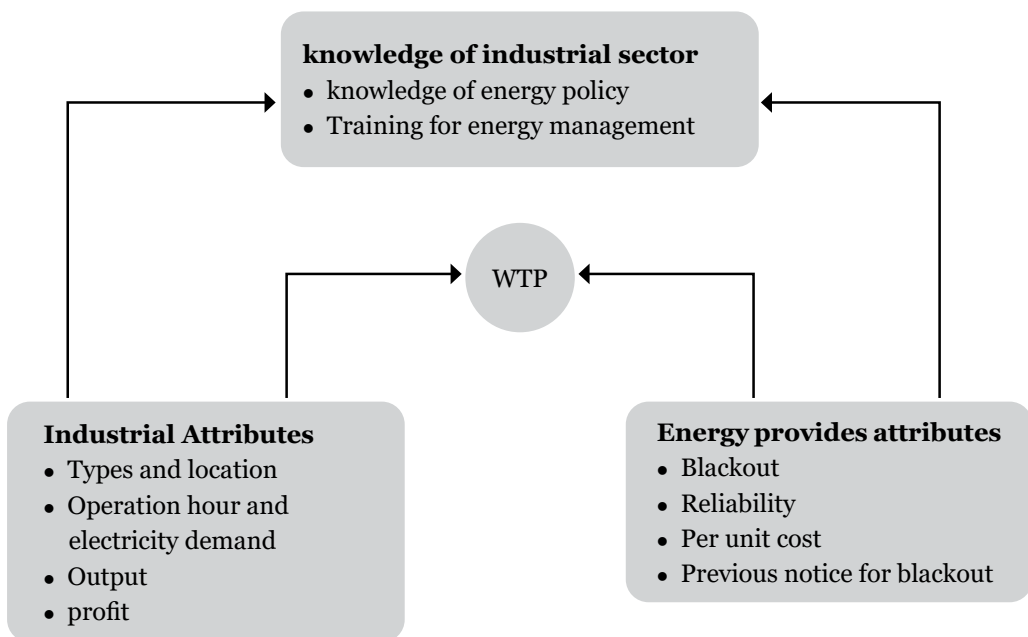 knowledge of industrial sector
• knowledge of energy policy
• Training for energy management
WTP
Industrial Attributes
• Types and location
• Operation hour and
electricity demand
• Output
• profit
Energy provides attributes
• Blackout
• Reliability
• Per unit cost
• Previous notice for blackout